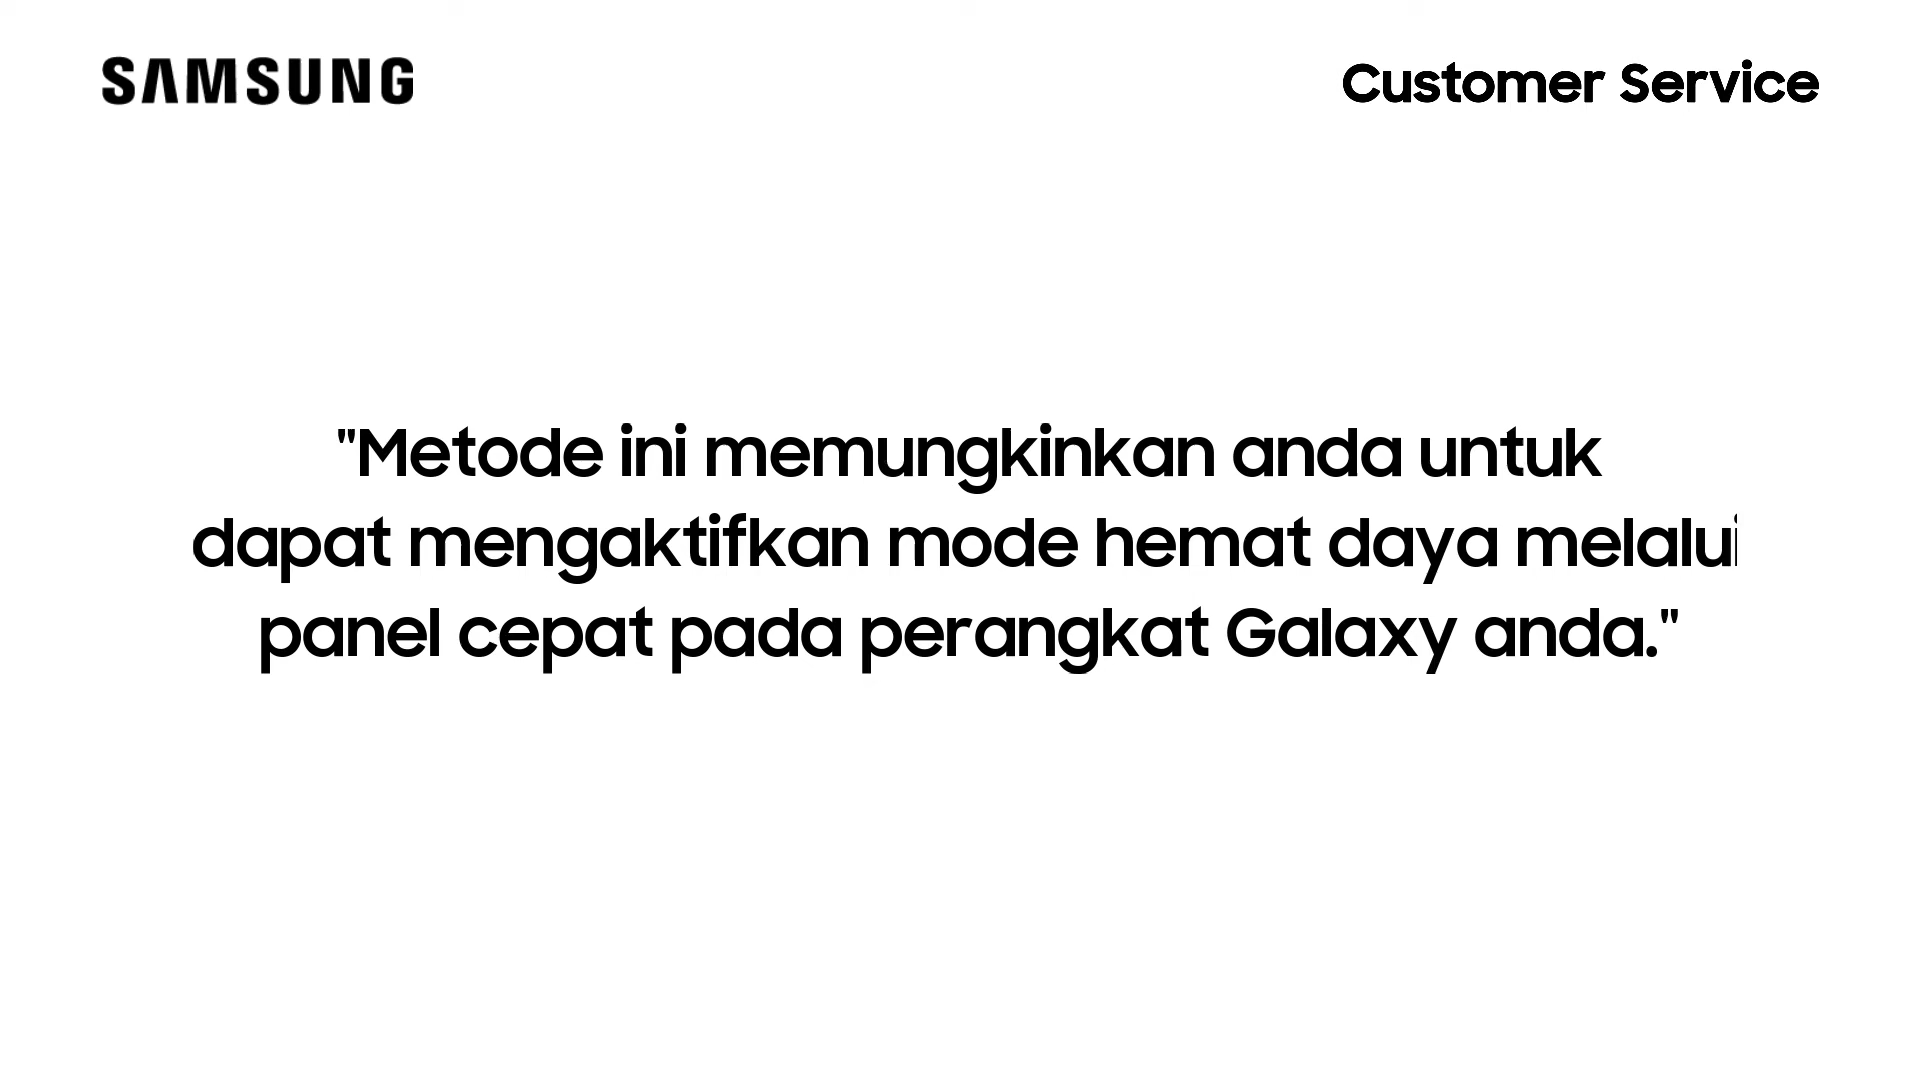 SAMSUNG
Customer Service
"Metode ini memungkinkan anda untuk
dapat mengaktifkan mode hemat daya melalui
panel cepat pada perangkat Galaxy anda."